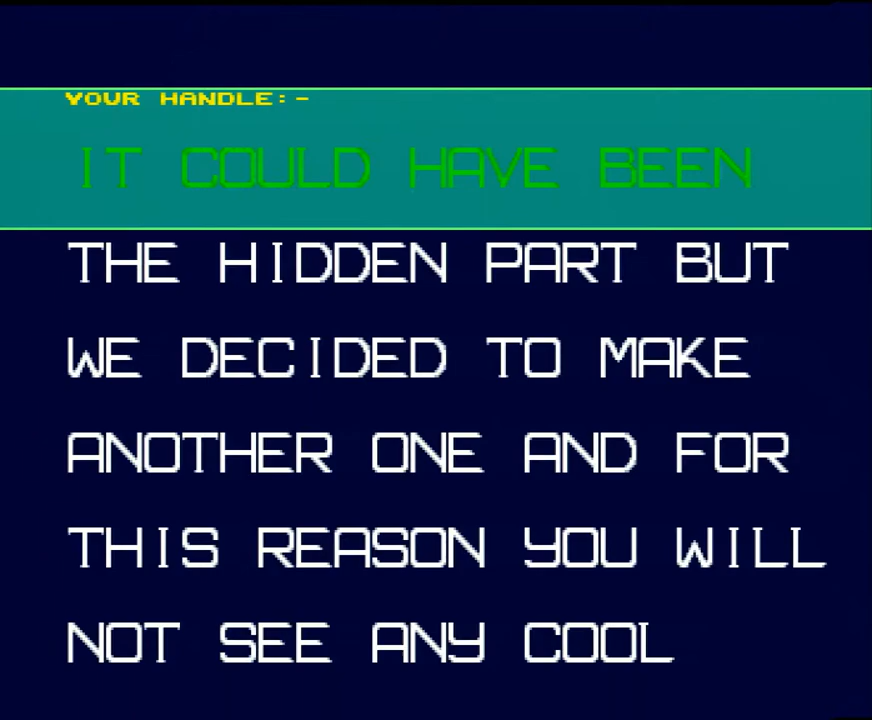 YOUR HANDLE:-
IT COULD HAVE BEEN
THE HIDDEN PART BUT
WE DECIDED TO MAKE
ANOTHER ONE AND FOR
THIS REASON YOU WILL
NOT SEE ANY COOL